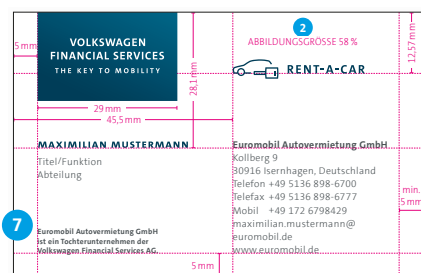 VOLKSWAGEN
FINANCIAL SERVICES
THE KEY TO MOBILITY
2
ABBILDUNGSGRÖSSE 58 %
RENT-A-CAR
5 mm
28,1 mm
12,57 mm
29 mm
45,5 mm
MAXIMILIAN MUSTERMANN
Titel/Funktion
Abteilung
Euromobil Autovermietung GmbH
Kollberg 9
30916 Isernhagen, Deutschland
Telefon +49 5136 898-6700
Telefax +49 5136 898-6777
Mobil +49 172 6798429
maximilian.mustermann@
euromobil.de
www.euromobil.de
min.
5 mm
7
Euromobil Autovermietung GmbH
ist ein Tochterunternehmen der
Volkswagen Financial Services AG.
5 mm